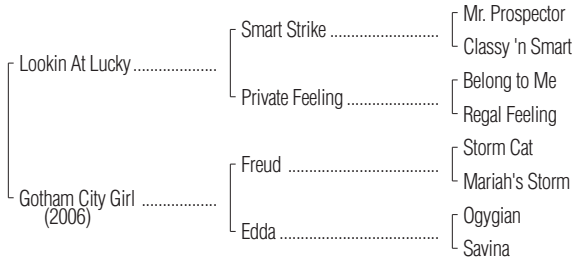 Mr. Prospector
Smart Strike ......................
Classy 'n Smart
Lookin At Lucky .................
Belong to Me
Private Feeling ...................
Regal Feeling
Storm Cat
Freud ..............................
Mariah's Storm
Gotham City Girl ...............
(2006)
Ogygian
Edda ................................
Savina